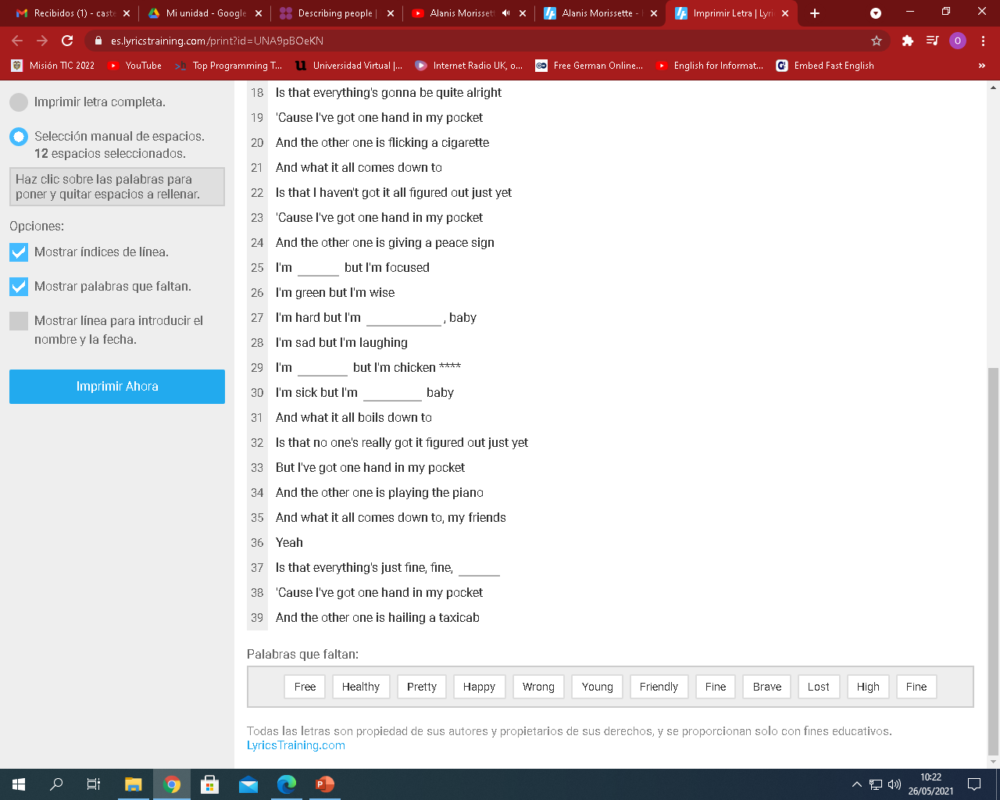 Recibidos (1) - caste
Mi unidad - Google
Describing people |
Alanis Morissett
Alanis Morissette -
Imprimir Letra | Lyri
es.lyricstraining.com/print?id=UNA9pBOeKN
O
Misión TIC 2022
YouTube
Top Programming T...
Universidad Virtual |...
Internet Radio UK, o...
Free German Online...
English for Informat...
Embed Fast English
»
Imprimir letra completa.
Selección manual de espacios.
12 espacios seleccionados.
Haz clic sobre las palabras para
poner y quitar espacios a rellenar.
Opciones:
Mostrar índices de línea.
Mostrar palabras que faltan.
Mostrar línea para introducir el
nombre y la fecha.
Imprimir Ahora
18 Is that everything's gonna be quite alright
19 'Cause I've got one hand in my pocket
20 And the other one is flicking a cigarette
21 And what it all comes down to
22 Is that I haven't got it all figured out just yet
23 'Cause I've got one hand in my pocket
24 And the other one is giving a peace sign
25 I'm ______ but I'm focused
26 I'm green but I'm wise
27 I'm hard but I'm ___________ , baby
28 I'm sad but I'm laughing
29 I'm _______ but I'm chicken ****
30 I'm sick but I'm ________ baby
31 And what it all boils down to
32 Is that no one's really got it figured out just yet
33 But I've got one hand in my pocket
34 And the other one is playing the piano
35 And what it all comes down to, my friends
36 Yeah
37 Is that everything's just fine, fine, ______
38 'Cause I've got one hand in my pocket
39 And the other one is hailing a taxicab
Palabras que faltan:
Free Healthy Pretty Happy Wrong Young Friendly Fine Brave Lost High Fine
Todas las letras son propiedad de sus autores y propietarios de sus derechos, y se proporcionan solo con fines educativos.
LyricsTraining.com
10:22
26/05/2021